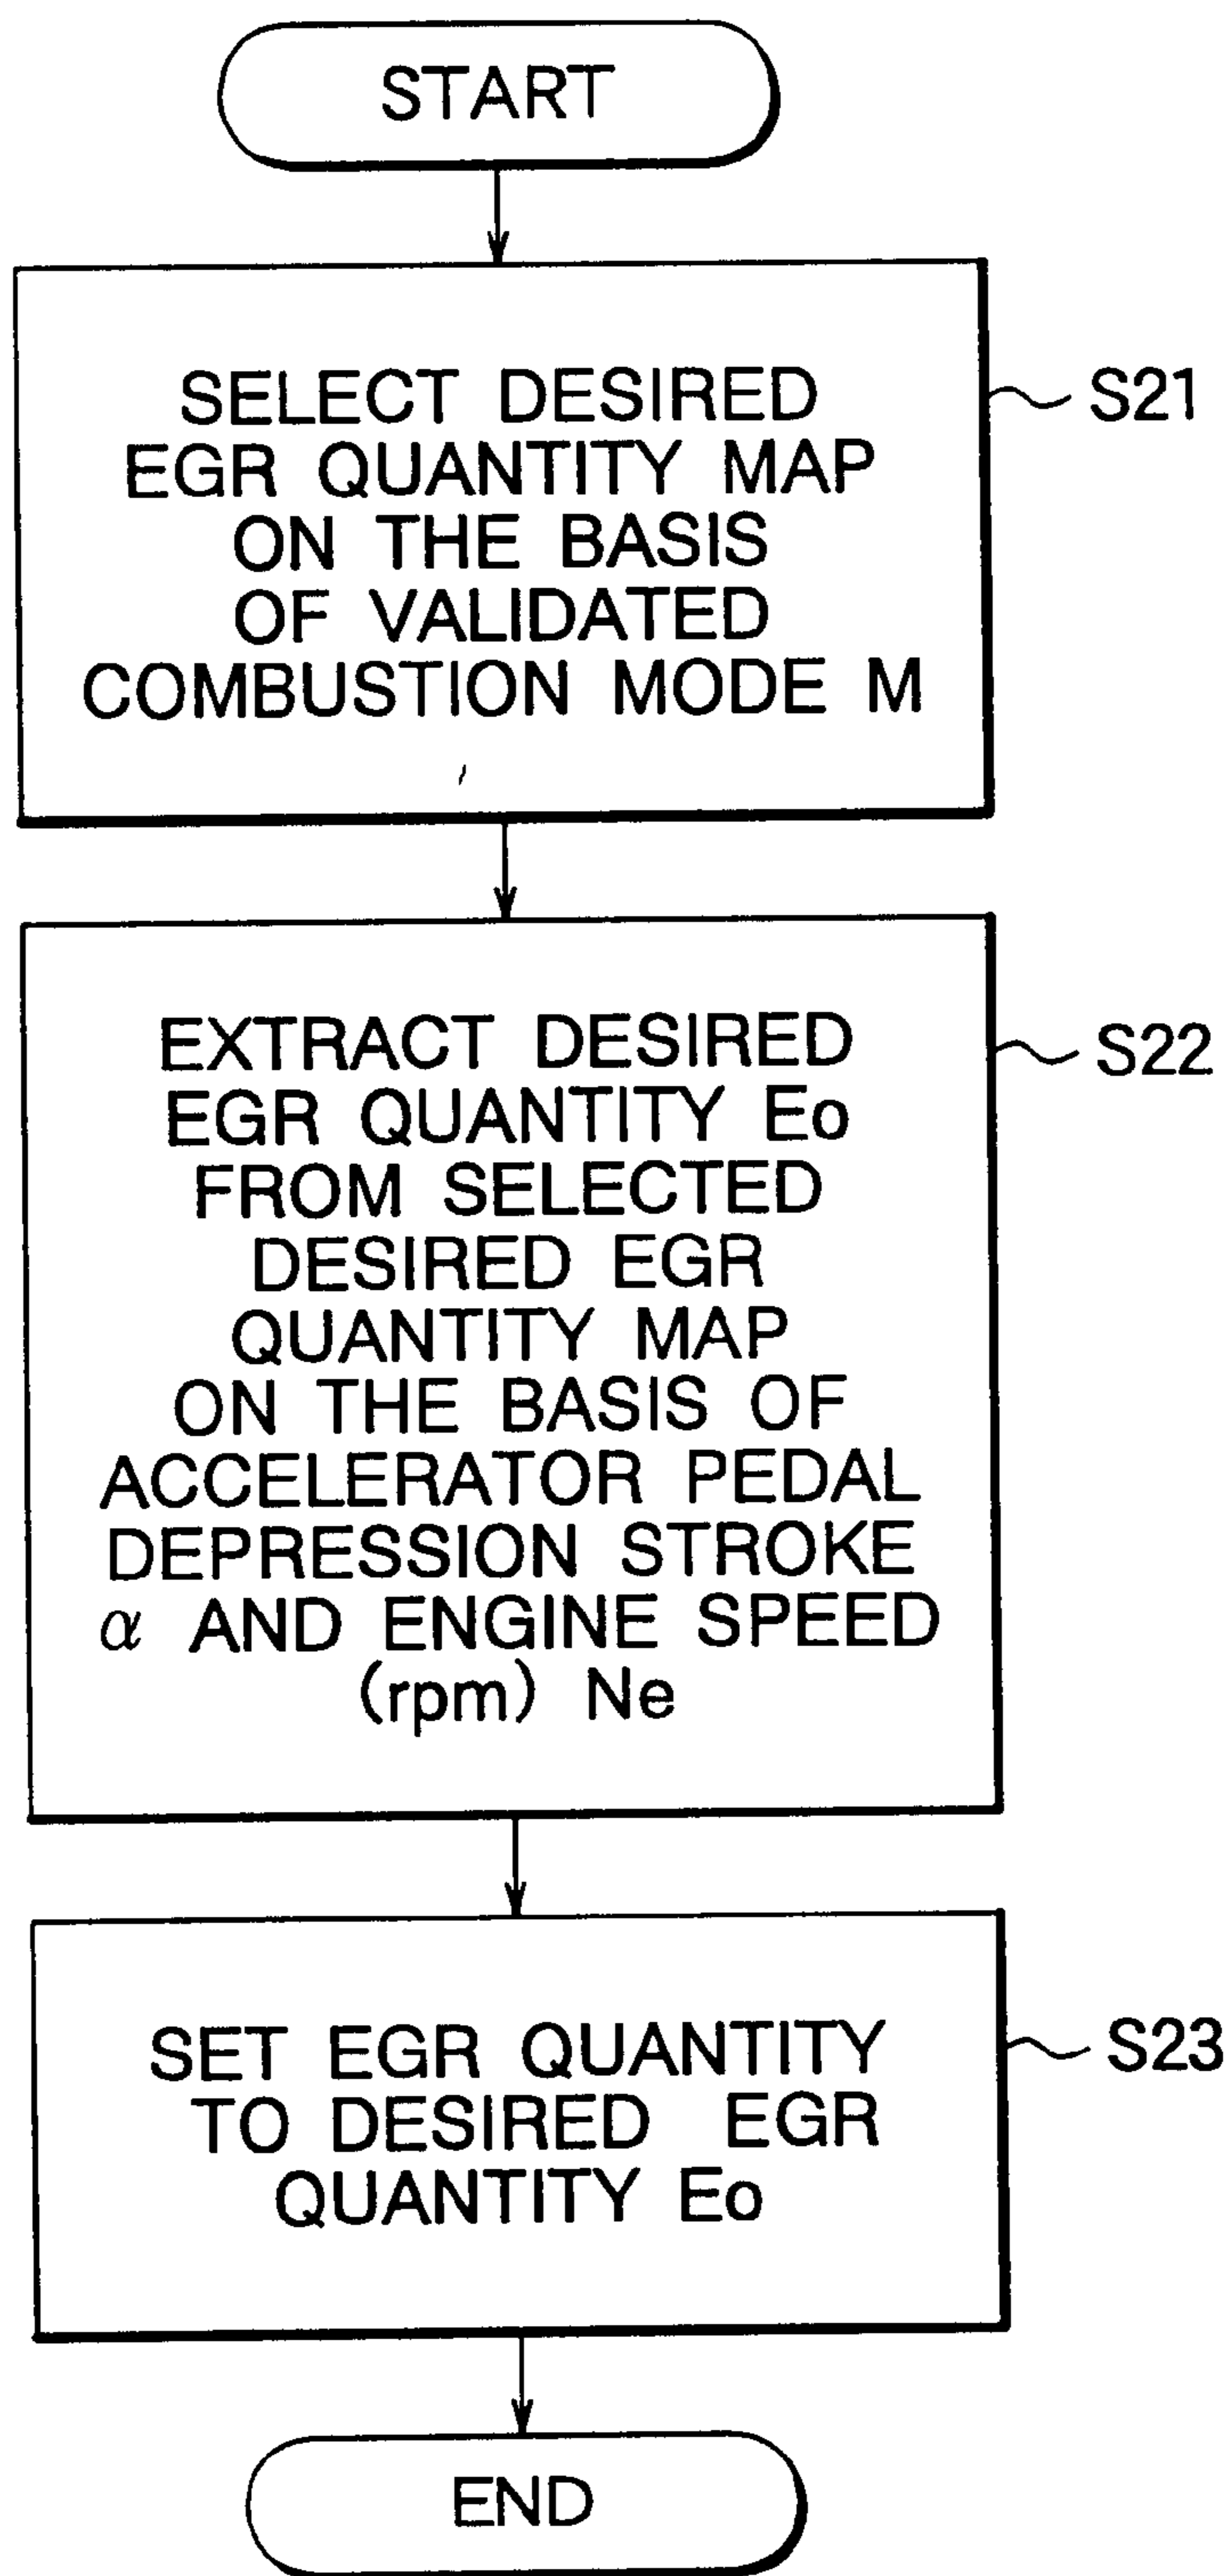 START
SELECT DESIRED
EGR QUANTITY MAP
ON THE BASIS
OF VALIDATED
COMBUSTION MODE M
S21
EXTRACT DESIRED
EGR QUANTITY Eo
FROM SELECTED
DESIRED EGR
QUANTITY MAP
ON THE BASIS OF
ACCELERATOR PEDAL
DEPRESSION STROKE
α AND ENGINE SPEED
(rpm) Ne
S22
SET EGR QUANTITY
TO DESIRED EGR
QUANTITY Eo
S23
END